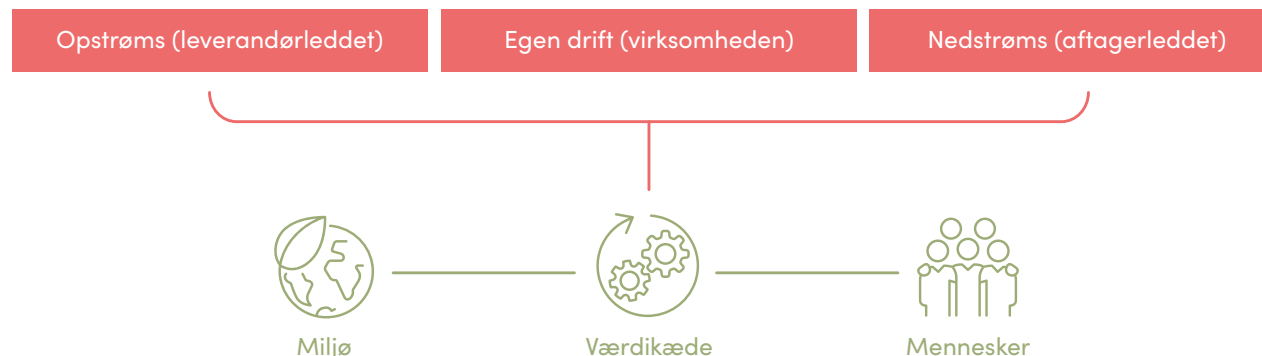 Opstrøms (leverandørleddet)
Egen drift (virksomheden)
Nedstrøms (aftagerleddet)
Miljø
Værdikæde
Mennesker